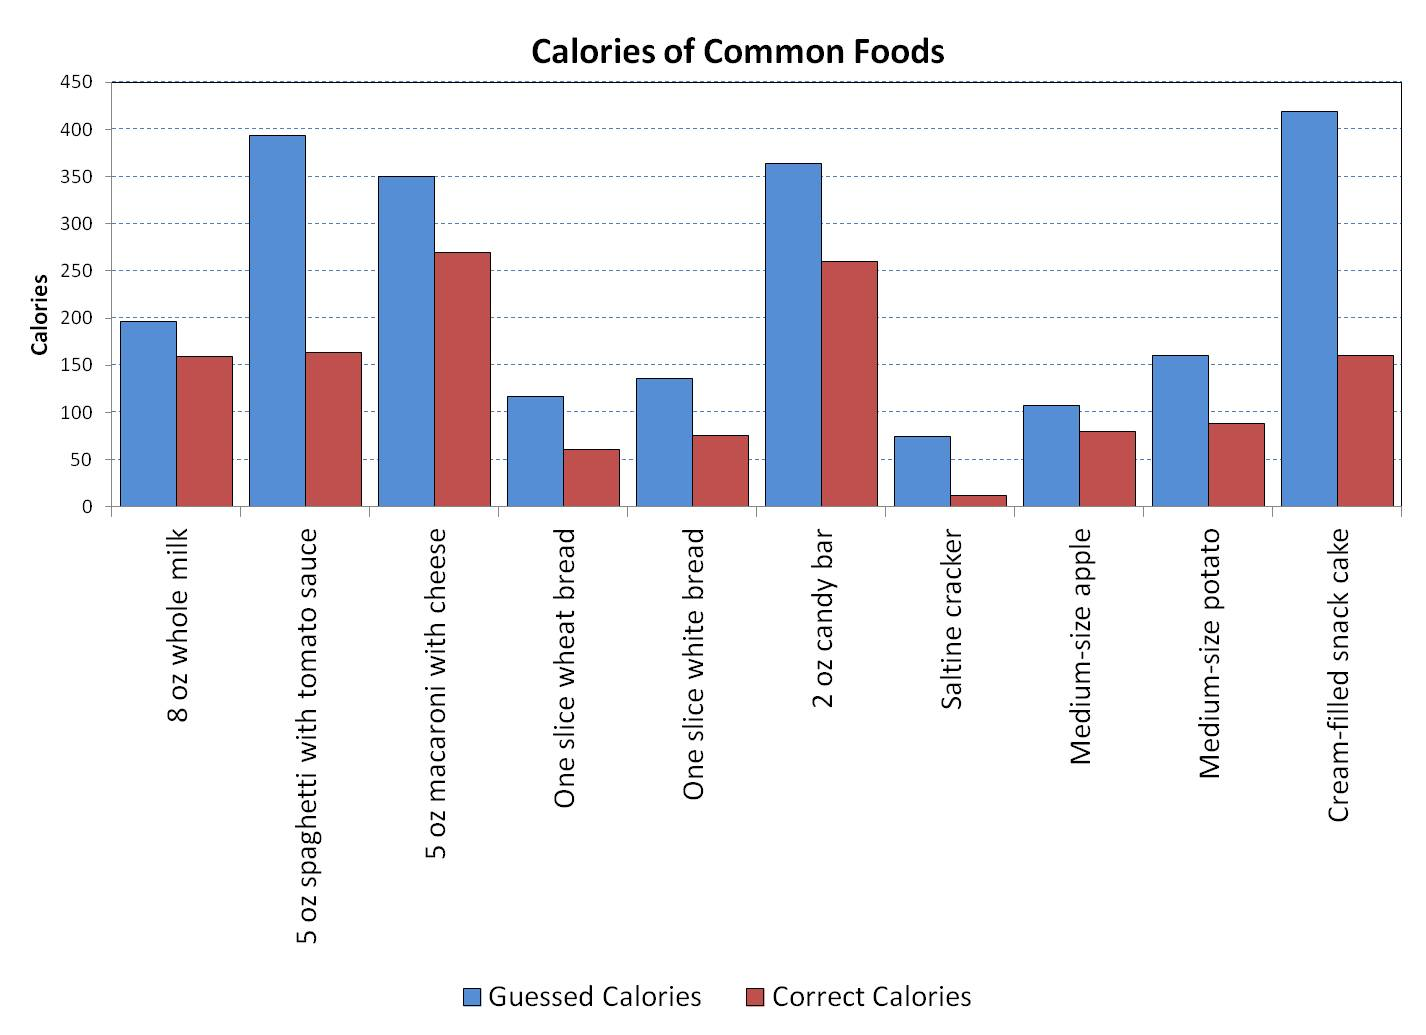 Calories of Common Foods
Calories
450
400
350
300
250
200
150
100
50
0
8 oz whole milk
5 oz spaghetti with tomato sauce
5 oz macaroni with cheese
One slice wheat bread
One slice white bread
2 oz candy bar
Saltine cracker
Medium-size apple
Medium-size potato
Cream-filled snack cake
Guessed Calories
Correct Calories